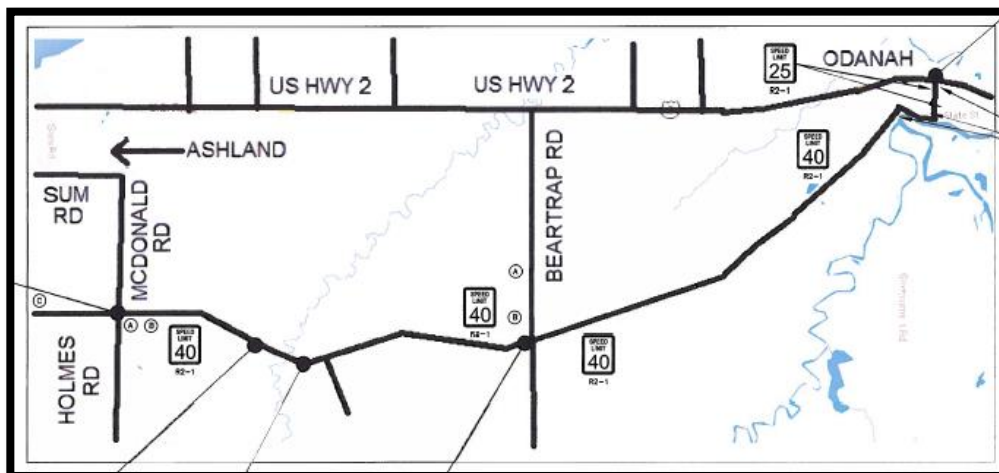 US HWY 2
US HWY 2
SPEED
LIMIT
25
R2-1
ODANAH
State St
ASHLAND
SUM
RD
MCDONALD
RD
BEARTRAP RD
SPEED
LIMIT
40
R2-1
A
C
A B
HOLMES
RD
SPEED
LIMIT
40
R2-1
SPEED
LIMIT
40
R2-1
B
SPEED
LIMIT
40
R2-1